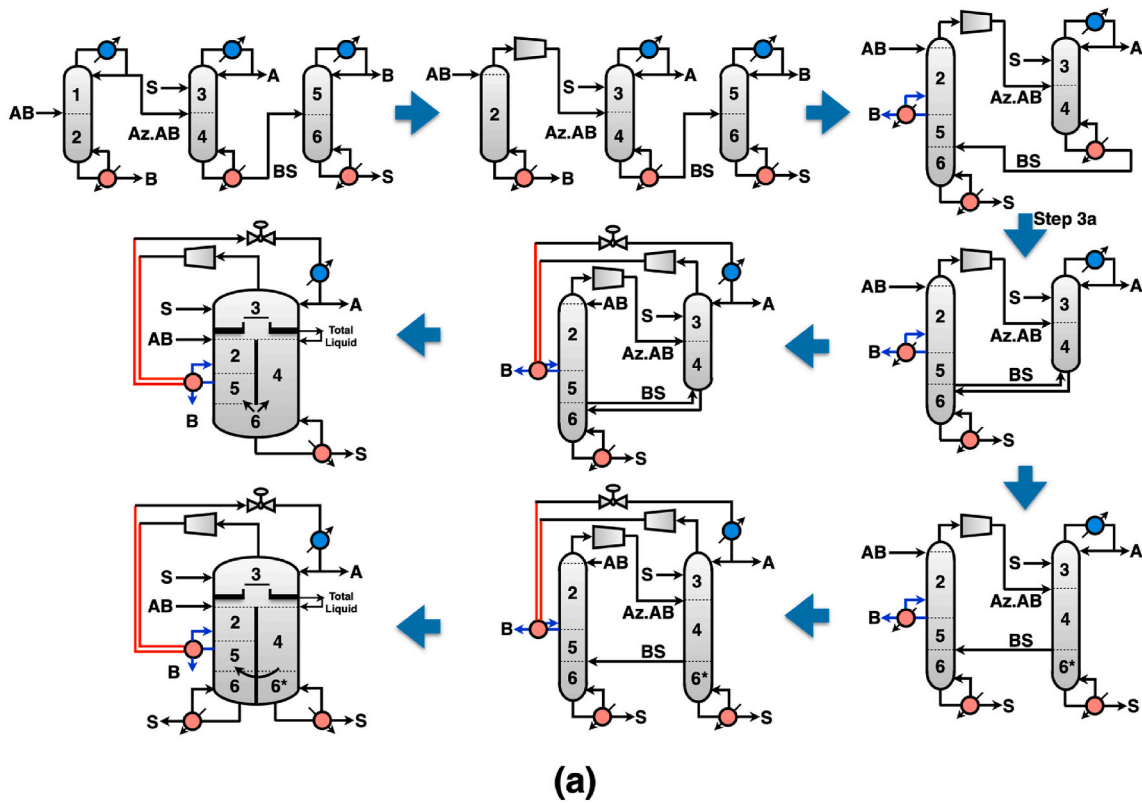 AB 1 2 B Az.AB S 3 4 A BS 5 6 B S
AB 2 B Az.AB S 3 4 A BS 5 6 B S
AB 2 B 5 6 S Az.AB S 3 4 A BS
Step 3a
S AB 3 2 5 4 6 B A Total Liquid S
B 2 5 6 AB Az.AB S 3 4 A BS S
AB 2 B 5 6 S Az.AB S 3 4 A BS
S AB 3 2 5 4 6 6* B A Total Liquid S S
B 2 5 6 AB Az.AB S 3 4 6* A BS S S
AB 2 B 5 6 S Az.AB S 3 4 6* A BS S
(a)